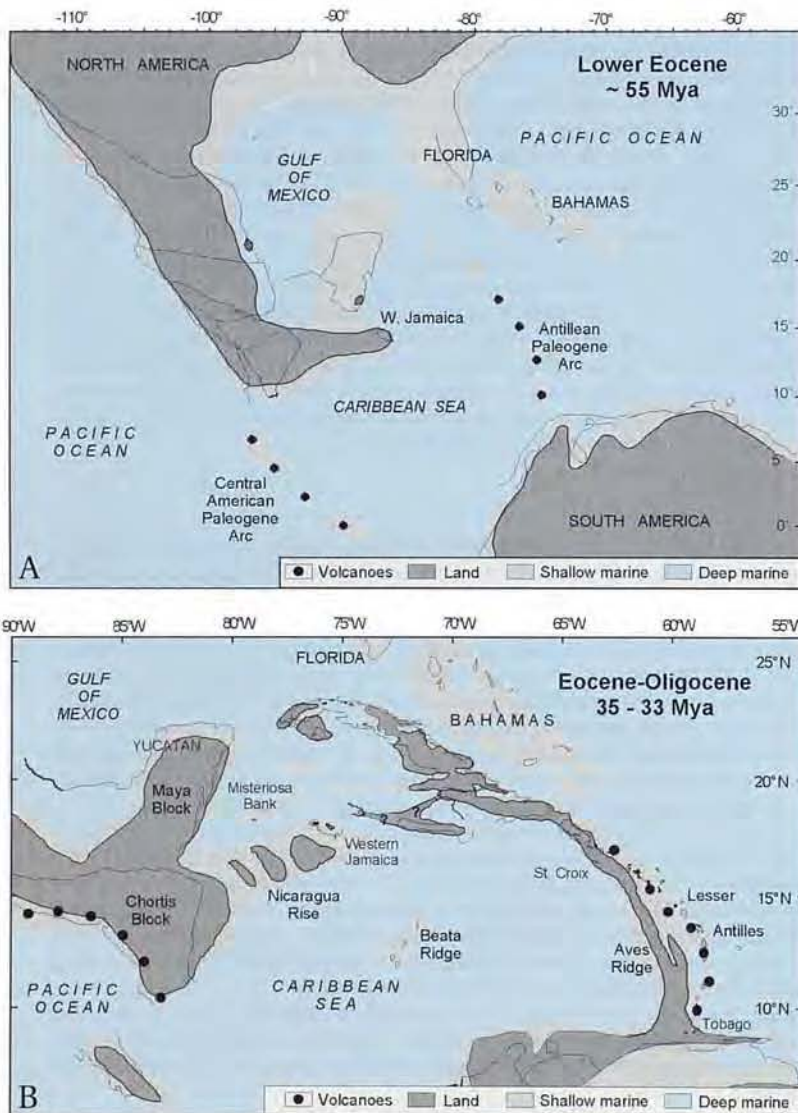 -110° -100° -90° -80° -70° -60°
NORTH AMERICA
Lower Eocene
~ 55 Mya
30°
PACIFIC OCEAN
GULF
OF
MEXICO
FLORIDA
25°
BAHAMAS
20°
W. Jamaica
Antillean
Paleogene
Arc
15°
10°
CARIBBEAN SEA
PACIFIC
OCEAN
5°
Central
American
Paleogene
Arc
SOUTH AMERICA
0°
A
Volcanoes Land Shallow marine Deep marine
90°W 85°W 80°W 75°W 70°W 65°W 60°W 55°W
FLORIDA
25°N
GULF
OF
MEXICO
Eocene-Oligocene
35 - 33 Mya
BAHAMAS
YUCATAN
20°N
Maya
Block
Misteriosa
Bank
Western
Jamaica
St. Croix
Nicaragua
Rise
Chortis
Block
15°N
Lesser
Antilles
Beata
Ridge
Aves
Ridge
PACIFIC
OCEAN
CARIBBEAN
SEA
10°N
Tobago
B
Volcanoes Land Shallow marine Deep marine